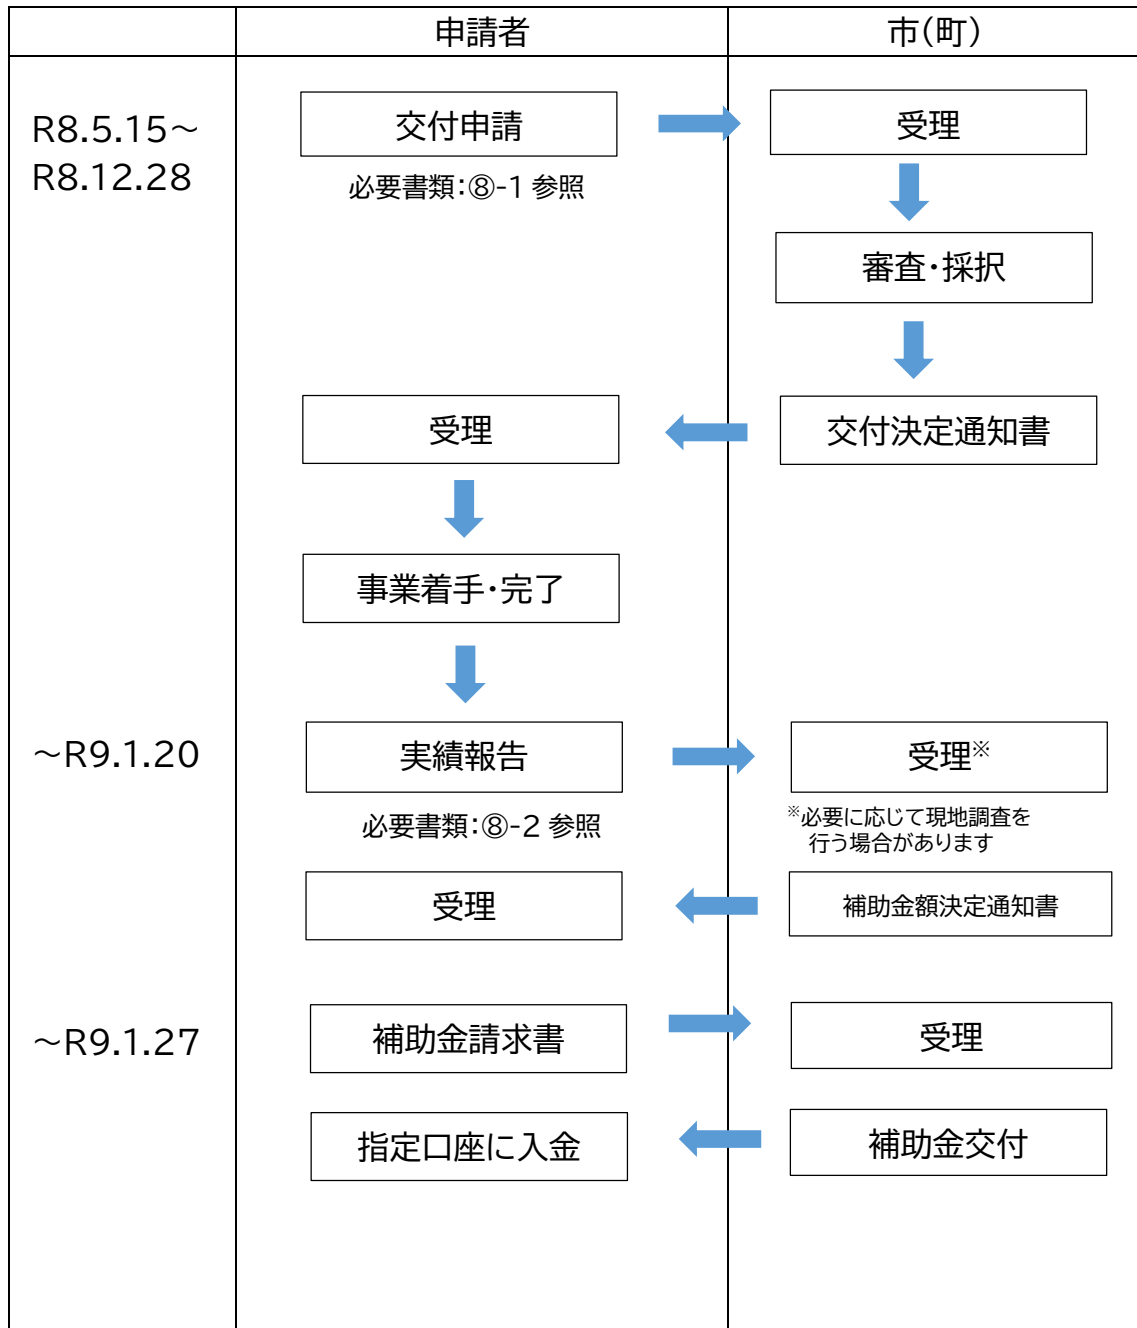 申請者
市(町)
R8.5.15～
R8.12.28
交付申請
受理
必要書類:⑧-1 参照
審査・採択
受理
交付決定通知書
事業着手・完了
～R9.1.20
実績報告
受理※
必要書類:⑧-2 参照
※必要に応じて現地調査を
行う場合があります
受理
補助金額決定通知書
～R9.1.27
補助金請求書
受理
指定口座に入金
補助金交付